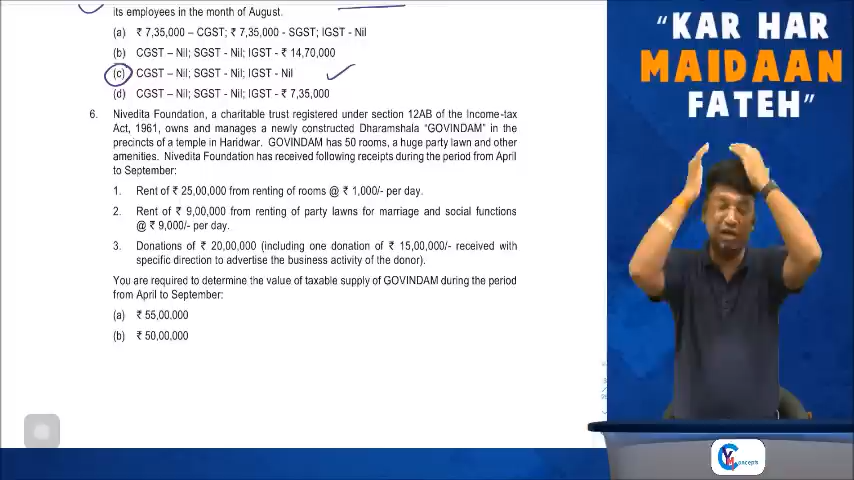 its employees in the month of August.
(a) ₹ 7,35,000 – CGST; ₹ 7,35,000 - SGST; IGST - Nil
(b) CGST – Nil; SGST - Nil; IGST - ₹ 14,70,000
(c) CGST – Nil; SGST - Nil; IGST - Nil
(d) CGST – Nil; SGST - Nil; IGST - ₹ 7,35,000
6. Nivedita Foundation, a charitable trust registered under section 12AB of the Income-tax
Act, 1961, owns and manages a newly constructed Dharamshala “GOVINDAM” in the
precincts of a temple in Haridwar. GOVINDAM has 50 rooms, a huge party lawn and other
amenities. Nivedita Foundation has received following receipts during the period from April
to September:
1. Rent of ₹ 25,00,000 from renting of rooms @ ₹ 1,000/- per day.
2. Rent of ₹ 9,00,000 from renting of party lawns for marriage and social functions
@ ₹ 9,000/- per day.
3. Donations of ₹ 20,00,000 (including one donation of ₹ 15,00,000/- received with
specific direction to advertise the business activity of the donor).
You are required to determine the value of taxable supply of GOVINDAM during the period
from April to September:
(a) ₹ 55,00,000
(b) ₹ 50,00,000
“KAR HAR
MAIDAAN
FATEH”